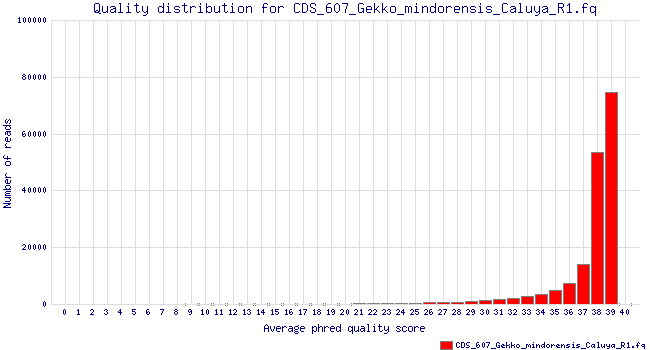 Quality distribution for CDS_607_Gekko_mindorensis_Caluya_R1.fq
100000
80000
60000
40000
20000
0
Number of reads
0 1 2 3 4 5 6 7 8 9 10 11 12 13 14 15 16 17 18 19 20 21 22 23 24 25 26 27 28 29 30 31 32 33 34 35 36 37 38 39 40
Average phred quality score
CDS_607_Gekko_mindorensis_Caluya_R1.fq